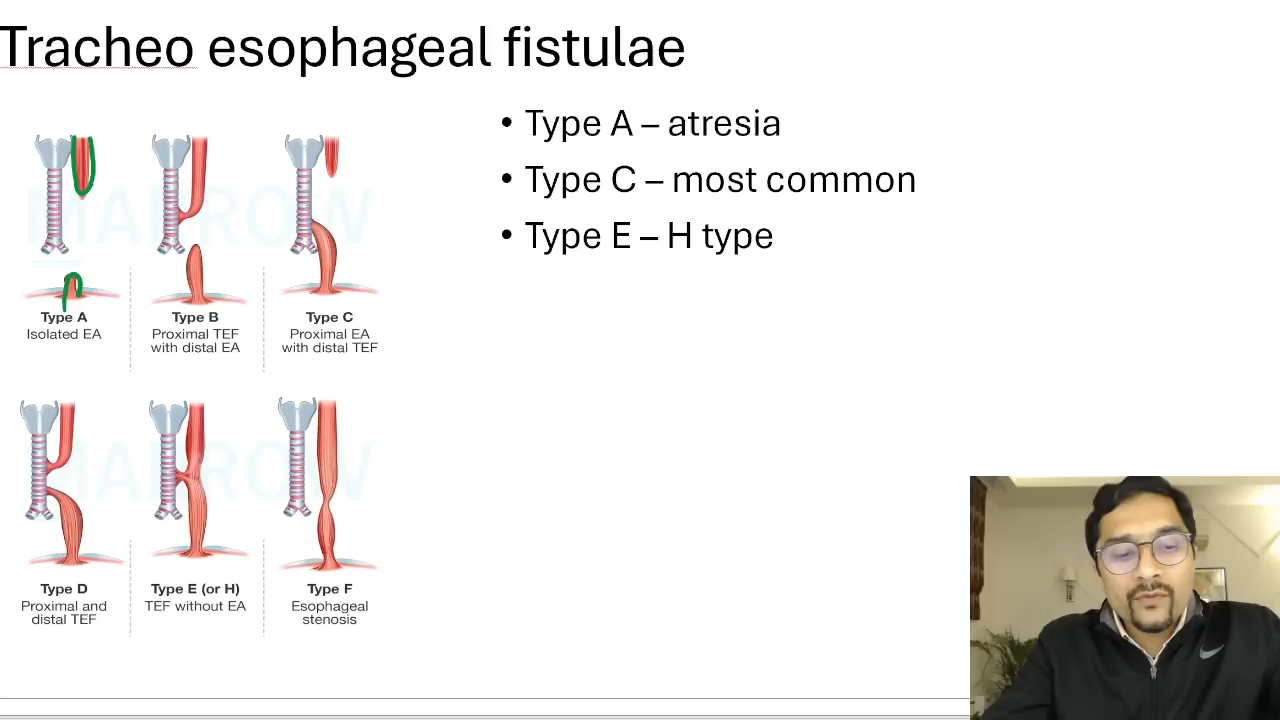 Tracheo esophageal fistulae
• Type A – atresia
• Type C – most common
• Type E – H type
MARROW
Type A
Isolated EA
Type B
Proximal TEF
with distal EA
Type C
Proximal EA
with distal TEF
MARROW
Type D
Proximal and
distal TEF
Type E (or H)
TEF without EA
Type F
Esophageal
stenosis